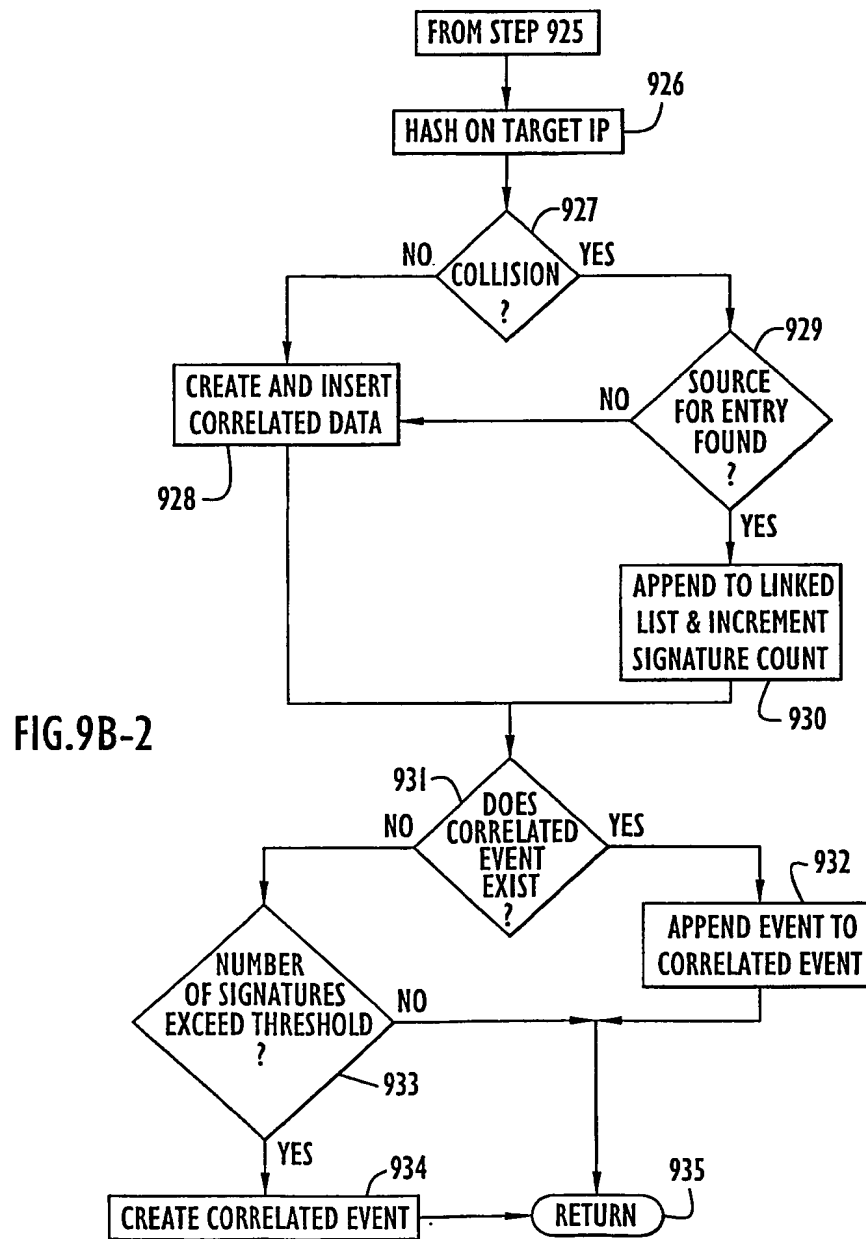 FROM STEP 925
926
HASH ON TARGET IP
927
NO
COLLISION
?
YES
929
SOURCE
FOR ENTRY
FOUND
?
NO
CREATE AND INSERT
CORRELATED DATA
928
YES
APPEND TO LINKED
LIST & INCREMENT
SIGNATURE COUNT
930
FIG.9B-2
931
DOES
CORRELATED
EVENT
EXIST
?
NO
YES
932
APPEND EVENT TO
CORRELATED EVENT
NUMBER
OF SIGNATURES
EXCEED THRESHOLD
?
NO
933
YES
934
CREATE CORRELATED EVENT
RETURN
935